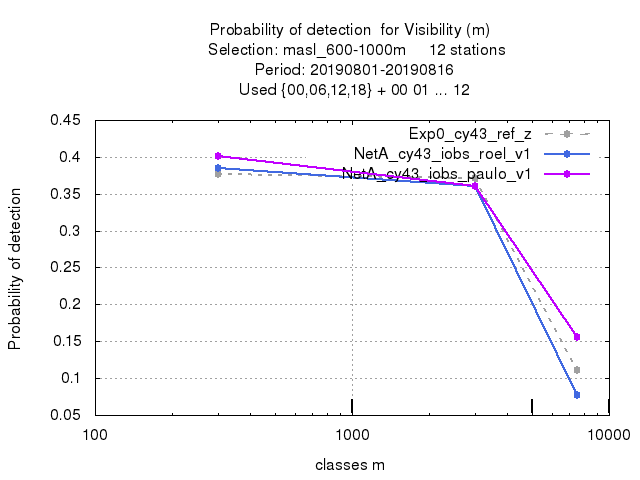 Probability of detection for Visibility (m)
Selection: masl_600-1000m 12 stations
Period: 20190801-20190816
Used {00,06,12,18} + 00 01 ... 12
Exp0_cy43_ref_z
NetA_cy43_iobs_roel_v1
NetA_cy43_iobs_paulo_v1
Probability of detection
0.45
0.4
0.35
0.3
0.25
0.2
0.15
0.1
0.05
100 1000 10000
classes m